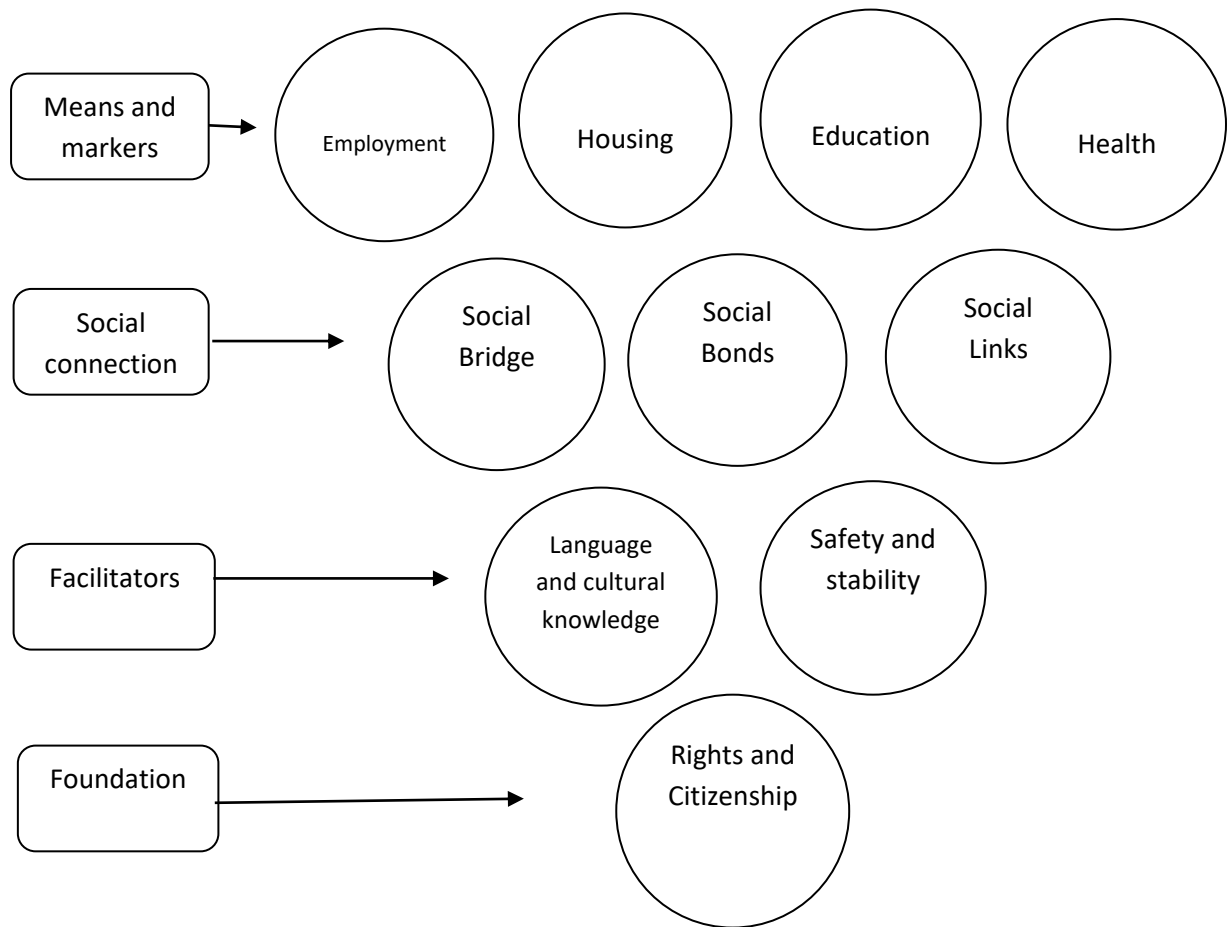 Means and
markers
Employment
Housing
Education
Health
Social
connection
Social
Bridge
Social
Bonds
Social
Links
Facilitators
Language
and cultural
knowledge
Safety and
stability
Foundation
Rights and
Citizenship